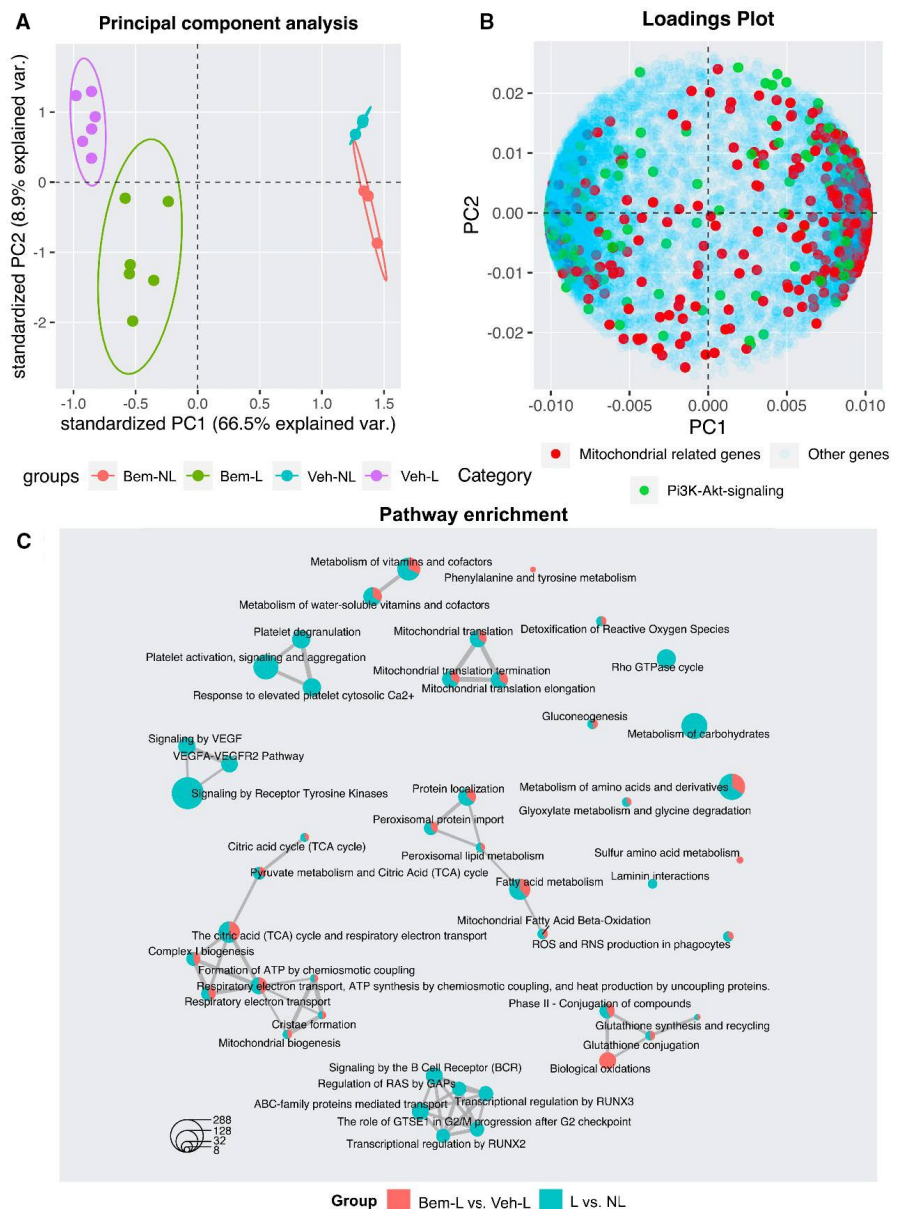 A
Principal component analysis
standardized PC2 (8.9% explained var.)
1
0
-1
-2
-1.0 -0.5 0.0 0.5 1.0 1.5
standardized PC1 (66.5% explained var.)
groups Bem-NL Bem-L Veh-NL Veh-L
B
Loadings Plot
PC2
0.02
0.01
0.00
-0.01
-0.02
-0.010 -0.005 0.000 0.005 0.010
PC1
Category Mitochondrial related genes Other genes
Pi3K-Akt-signaling
Pathway enrichment
C
Metabolism of vitamins and cofactors
Phenylalanine and tyrosine metabolism
Metabolism of water-soluble vitamins and cofactors
Platelet degranulation
Mitochondrial translation
Detoxification of Reactive Oxygen Species
Platelet activation, signaling and aggregation
Rho GTPase cycle
Mitochondrial translation termination
Response to elevated platelet cytosolic Ca2+
Mitochondrial translation elongation
Gluconeogenesis
Metabolism of carbohydrates
Signaling by VEGF
VEGFA-VEGFR2 Pathway
Signaling by Receptor Tyrosine Kinases
Protein localization
Metabolism of amino acids and derivatives
Glyoxylate metabolism and glycine degradation
Peroxisomal protein import
Citric acid cycle (TCA cycle)
Peroxisomal lipid metabolism
Sulfur amino acid metabolism
Pyruvate metabolism and Citric Acid (TCA) cycle
Laminin interactions
Fatty acid metabolism
Mitochondrial Fatty Acid Beta-Oxidation
The citric acid (TCA) cycle and respiratory electron transport
ROS and RNS production in phagocytes
Complex I biogenesis
Formation of ATP by chemiosmotic coupling
Respiratory electron transport, ATP synthesis by chemiosmotic coupling, and heat production by uncoupling proteins.
Respiratory electron transport
Phase II - Conjugation of compounds
Cristae formation
Glutathione synthesis and recycling
Mitochondrial biogenesis
Glutathione conjugation
Biological oxidations
Signaling by the B Cell Receptor (BCR)
Regulation of RAS by GAPs
ABC-family proteins mediated transport
Transcriptional regulation by RUNX3
The role of GTSE1 in G2/M progression after G2 checkpoint
Transcriptional regulation by RUNX2
288
128
32
8
Group Bem-L vs. Veh-L L vs. NL